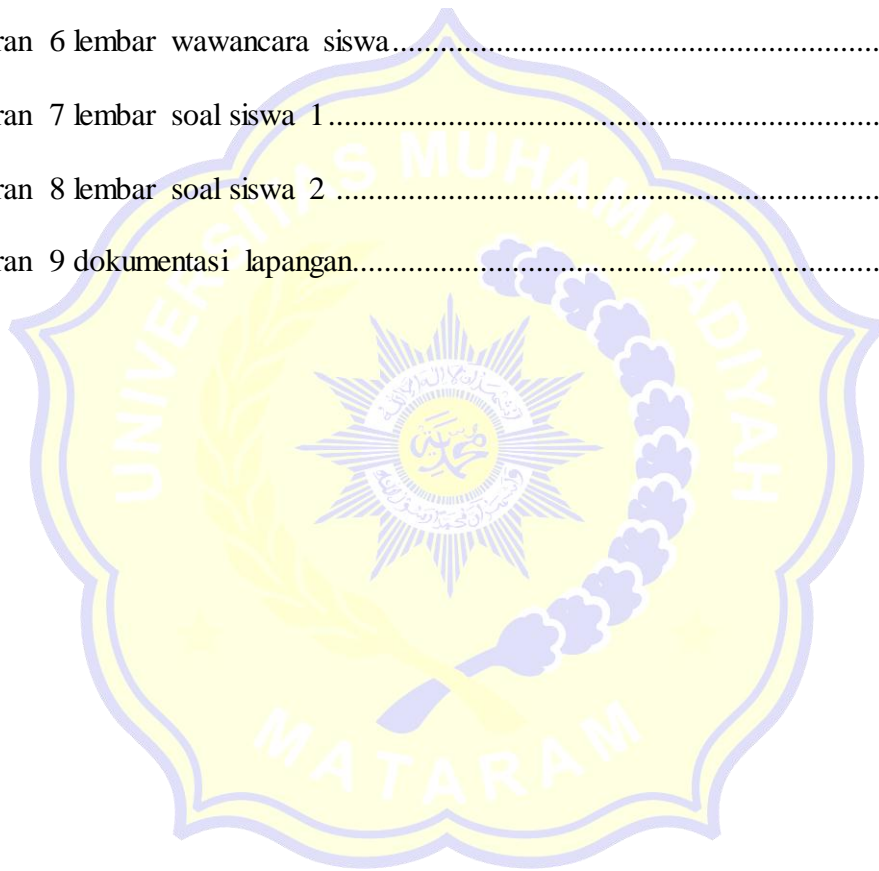 ran 6 lembar wawancara siswa..............................................................
ran 7 lembar soal siswa 1......................................................................
ran 8 lembar soal siswa 2 .....................................................................
ran 9 dokumentasi lapangan..................................................................
UNIVERSITAS MUHAMMADIYAH
MATARAM